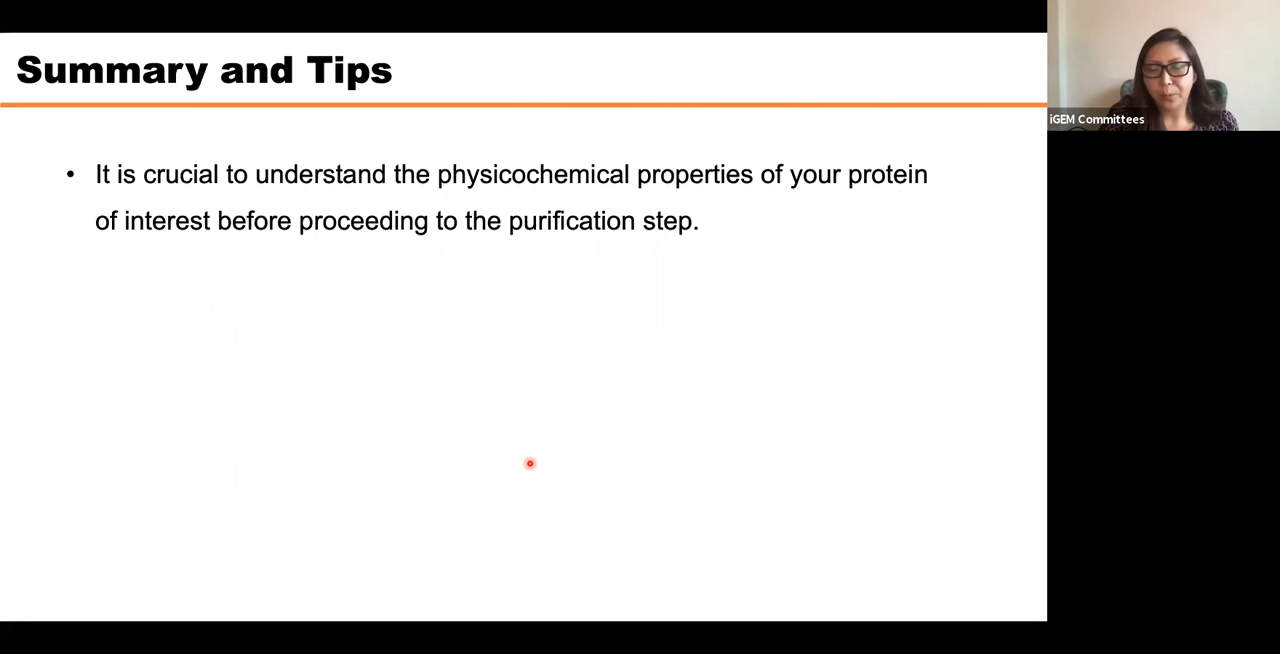 Summary and Tips
• It is crucial to understand the physicochemical properties of your protein
of interest before proceeding to the purification step.
iGEM Committees